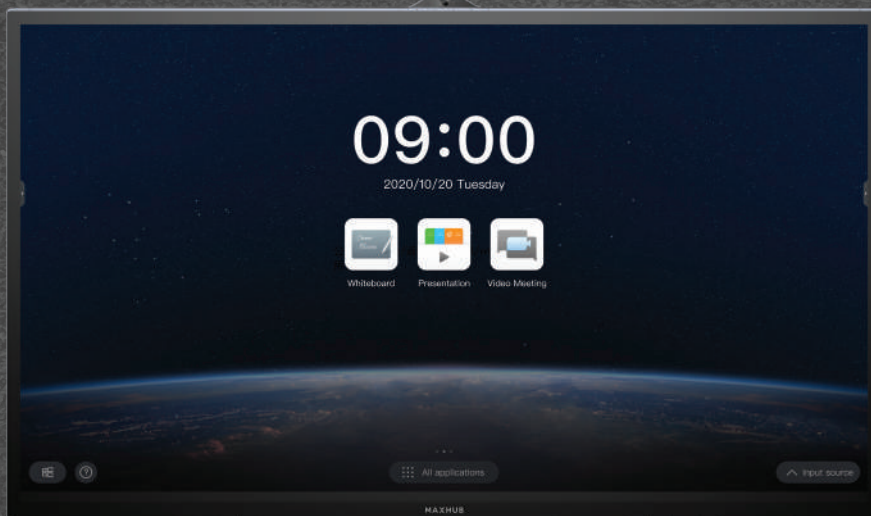 09:00
2020/10/20 Tuesday
Whiteboard Presentation Video Meeting
All applications
Input source
MAXHUB